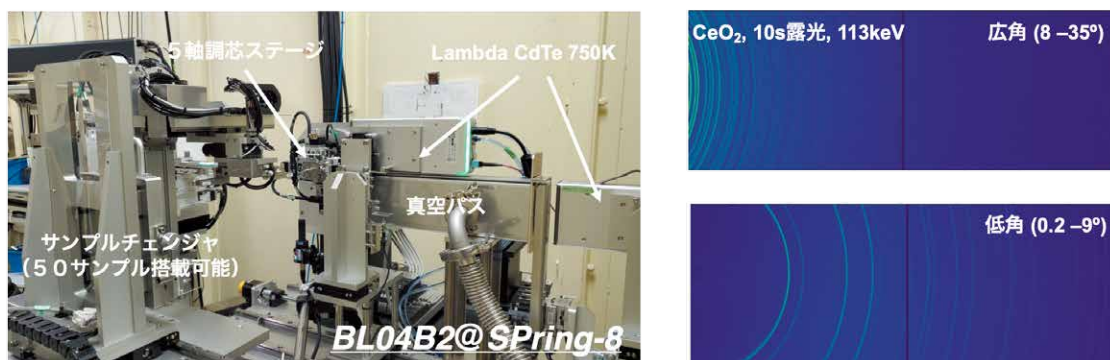 5軸調芯ステージ
Lambda CdTe 750K
真空パス
サンプルチェンジャ
(50サンプル搭載可能)
BL04B2@SPring-8
CeO₂, 10s露光, 113keV
広角 (8 –35º)
低角 (0.2 –9º)